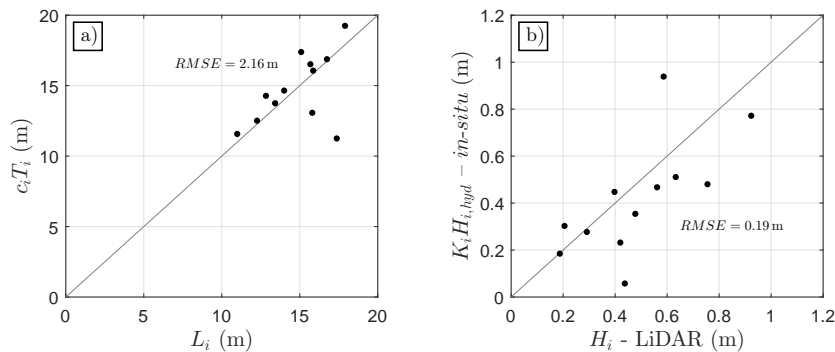 a)
RMSE = 2.16 m
20
15
10
5
0
0 5 10 15 20
c_iT_i (m)
L_i (m)
b)
RMSE = 0.19 m
1.2
1
0.8
0.6
0.4
0.2
0
0 0.2 0.4 0.6 0.8 1 1.2
K_iH_{i,hyd} – in-situ (m)
H_i - LiDAR (m)